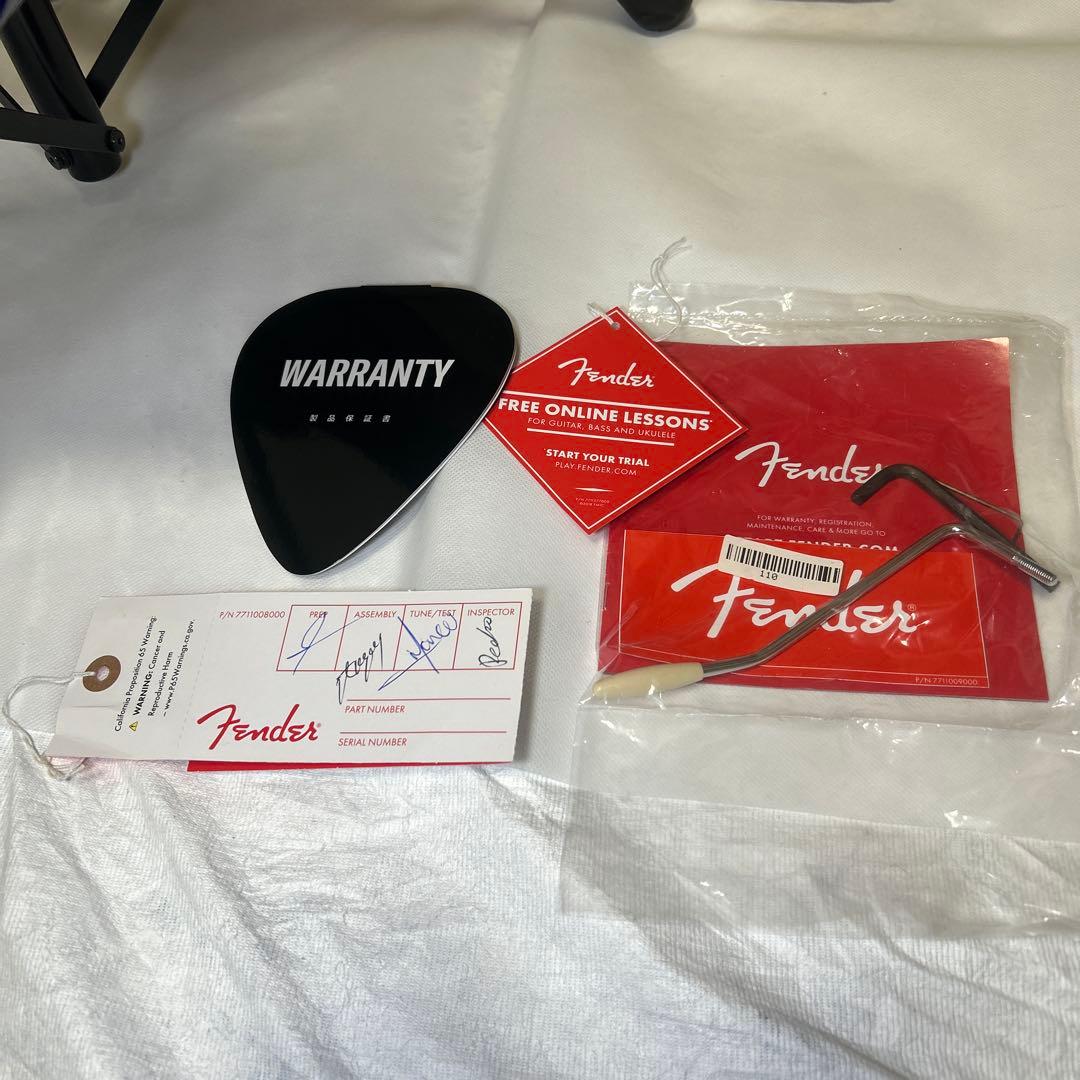 WARRANTY
製品保証書
Fender
FREE ONLINE LESSONS
FOR GUITAR, BASS AND UKULELE
START YOUR TRIAL
PLAY.FENDER.COM
Fender
FOR WARRANTY, REGISTRATION,
MAINTENANCE, CARE & MORE GO TO
110
Fender®
P/N 7711009000
California Proposition 65 Warning:
⚠ WARNING: Cancer and
Reproductive Harm
– www.P65Warnings.ca.gov.
P/N 7711008000
PREP ASSEMBLY TUNE/TEST INSPECTOR
Pedro
PART NUMBER
Fender®
SERIAL NUMBER